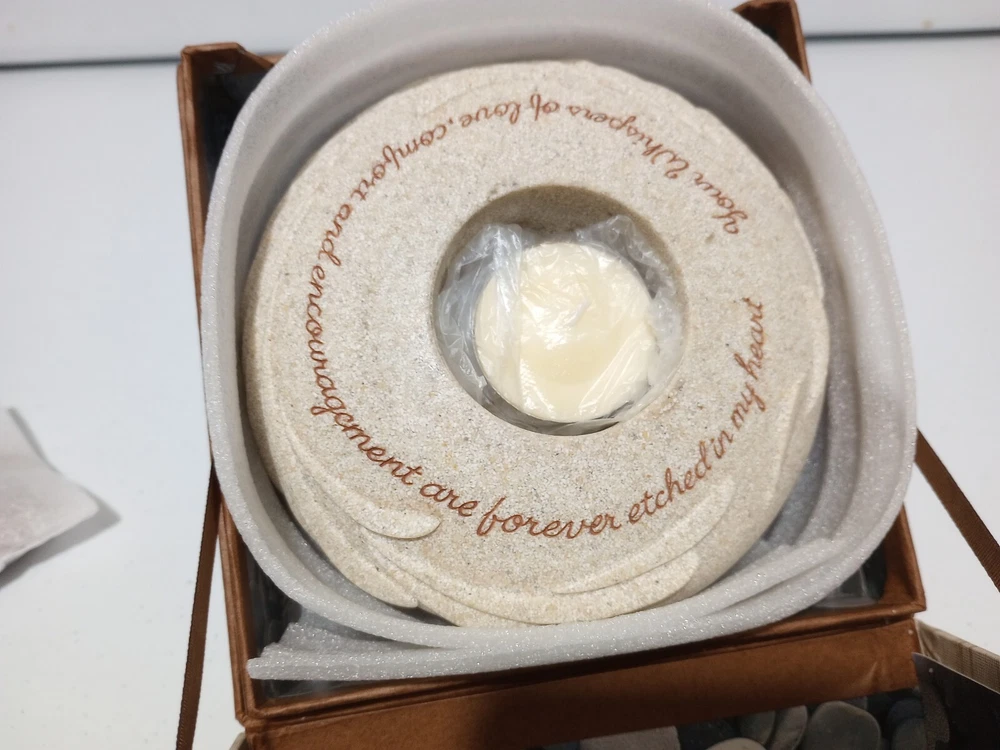 your Whispers of love, comfort and encouragement are forever etched in my heart